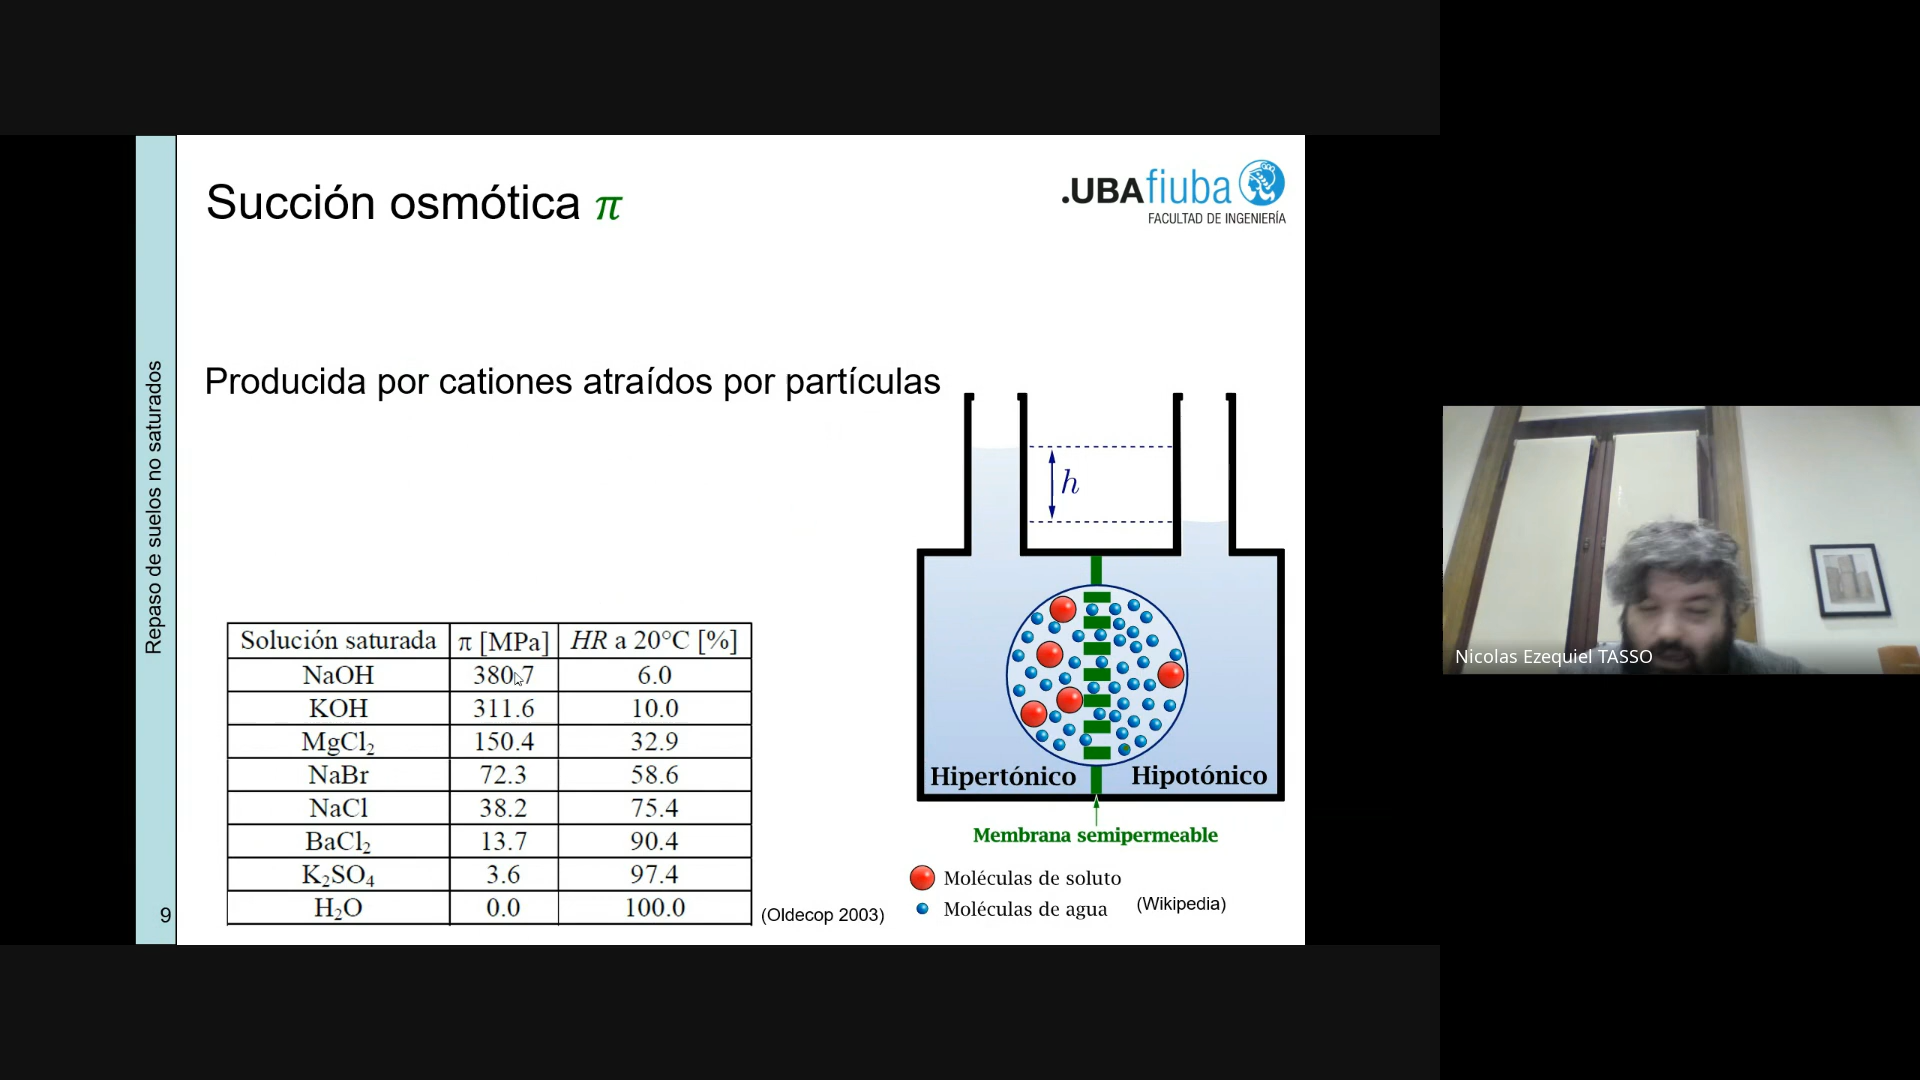 Succión osmótica π
.UBAfiuba
FACULTAD DE INGENIERÍA
Producida por cationes atraídos por partículas
Repaso de suelos no saturados
9
Solución saturada π [MPa] HR a 20°C [%]
NaOH 380.7 6.0
KOH 311.6 10.0
MgCl₂ 150.4 32.9
NaBr 72.3 58.6
NaCl 38.2 75.4
BaCl₂ 13.7 90.4
K₂SO₄ 3.6 97.4
H₂O 0.0 100.0
(Oldecop 2003)
h
Hipertónico Hipotónico
Membrana semipermeable
Moléculas de soluto
Moléculas de agua
(Wikipedia)
Nicolas Ezequiel TASSO